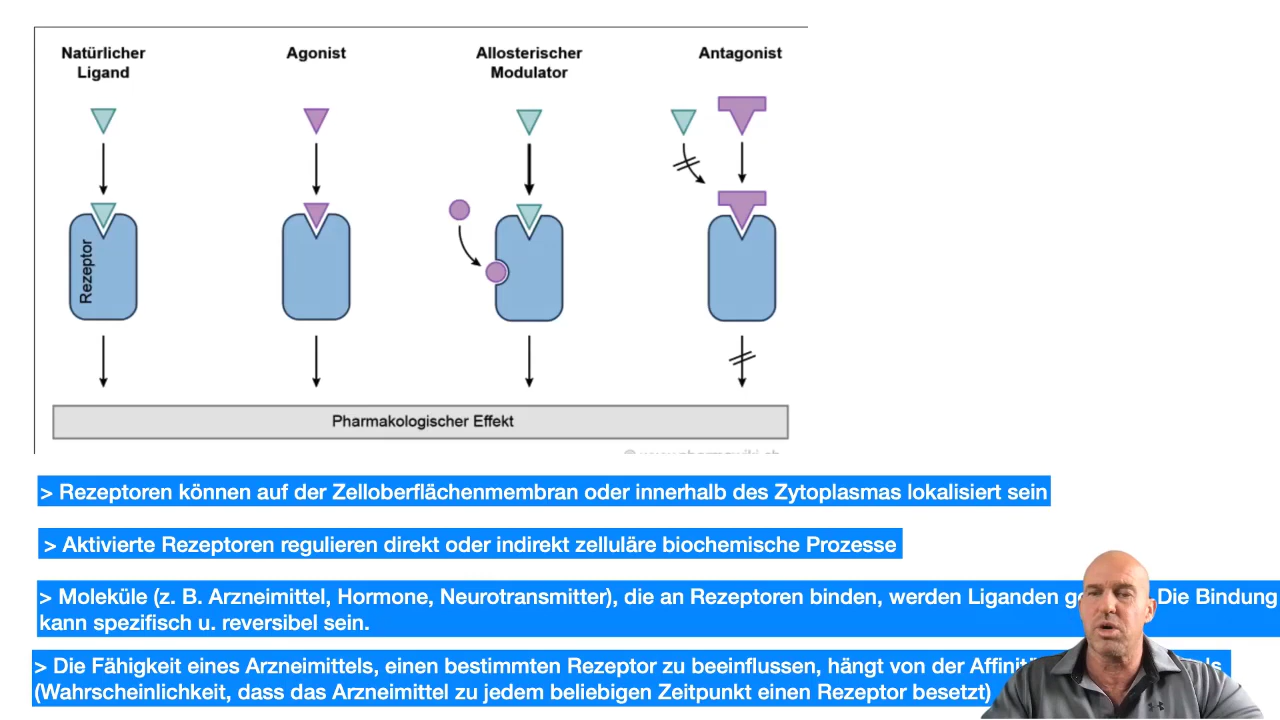 Natürlicher
Ligand
Agonist
Allosterischer
Modulator
Antagonist
Rezeptor
Pharmakologischer Effekt
> Rezeptoren können auf der Zelloberflächenmembran oder innerhalb des Zytoplasmas lokalisiert sein
> Aktivierte Rezeptoren regulieren direkt oder indirekt zelluläre biochemische Prozesse
> Moleküle (z. B. Arzneimittel, Hormone, Neurotransmitter), die an Rezeptoren binden, werden Liganden Die Bindung
kann spezifisch u. reversibel sein.
> Die Fähigkeit eines Arzneimittels, einen bestimmten Rezeptor zu beeinflussen, hängt von der
(Wahrscheinlichkeit, dass das Arzneimittel zu jedem beliebigen Zeitpunkt einen Rezeptor besetzt)